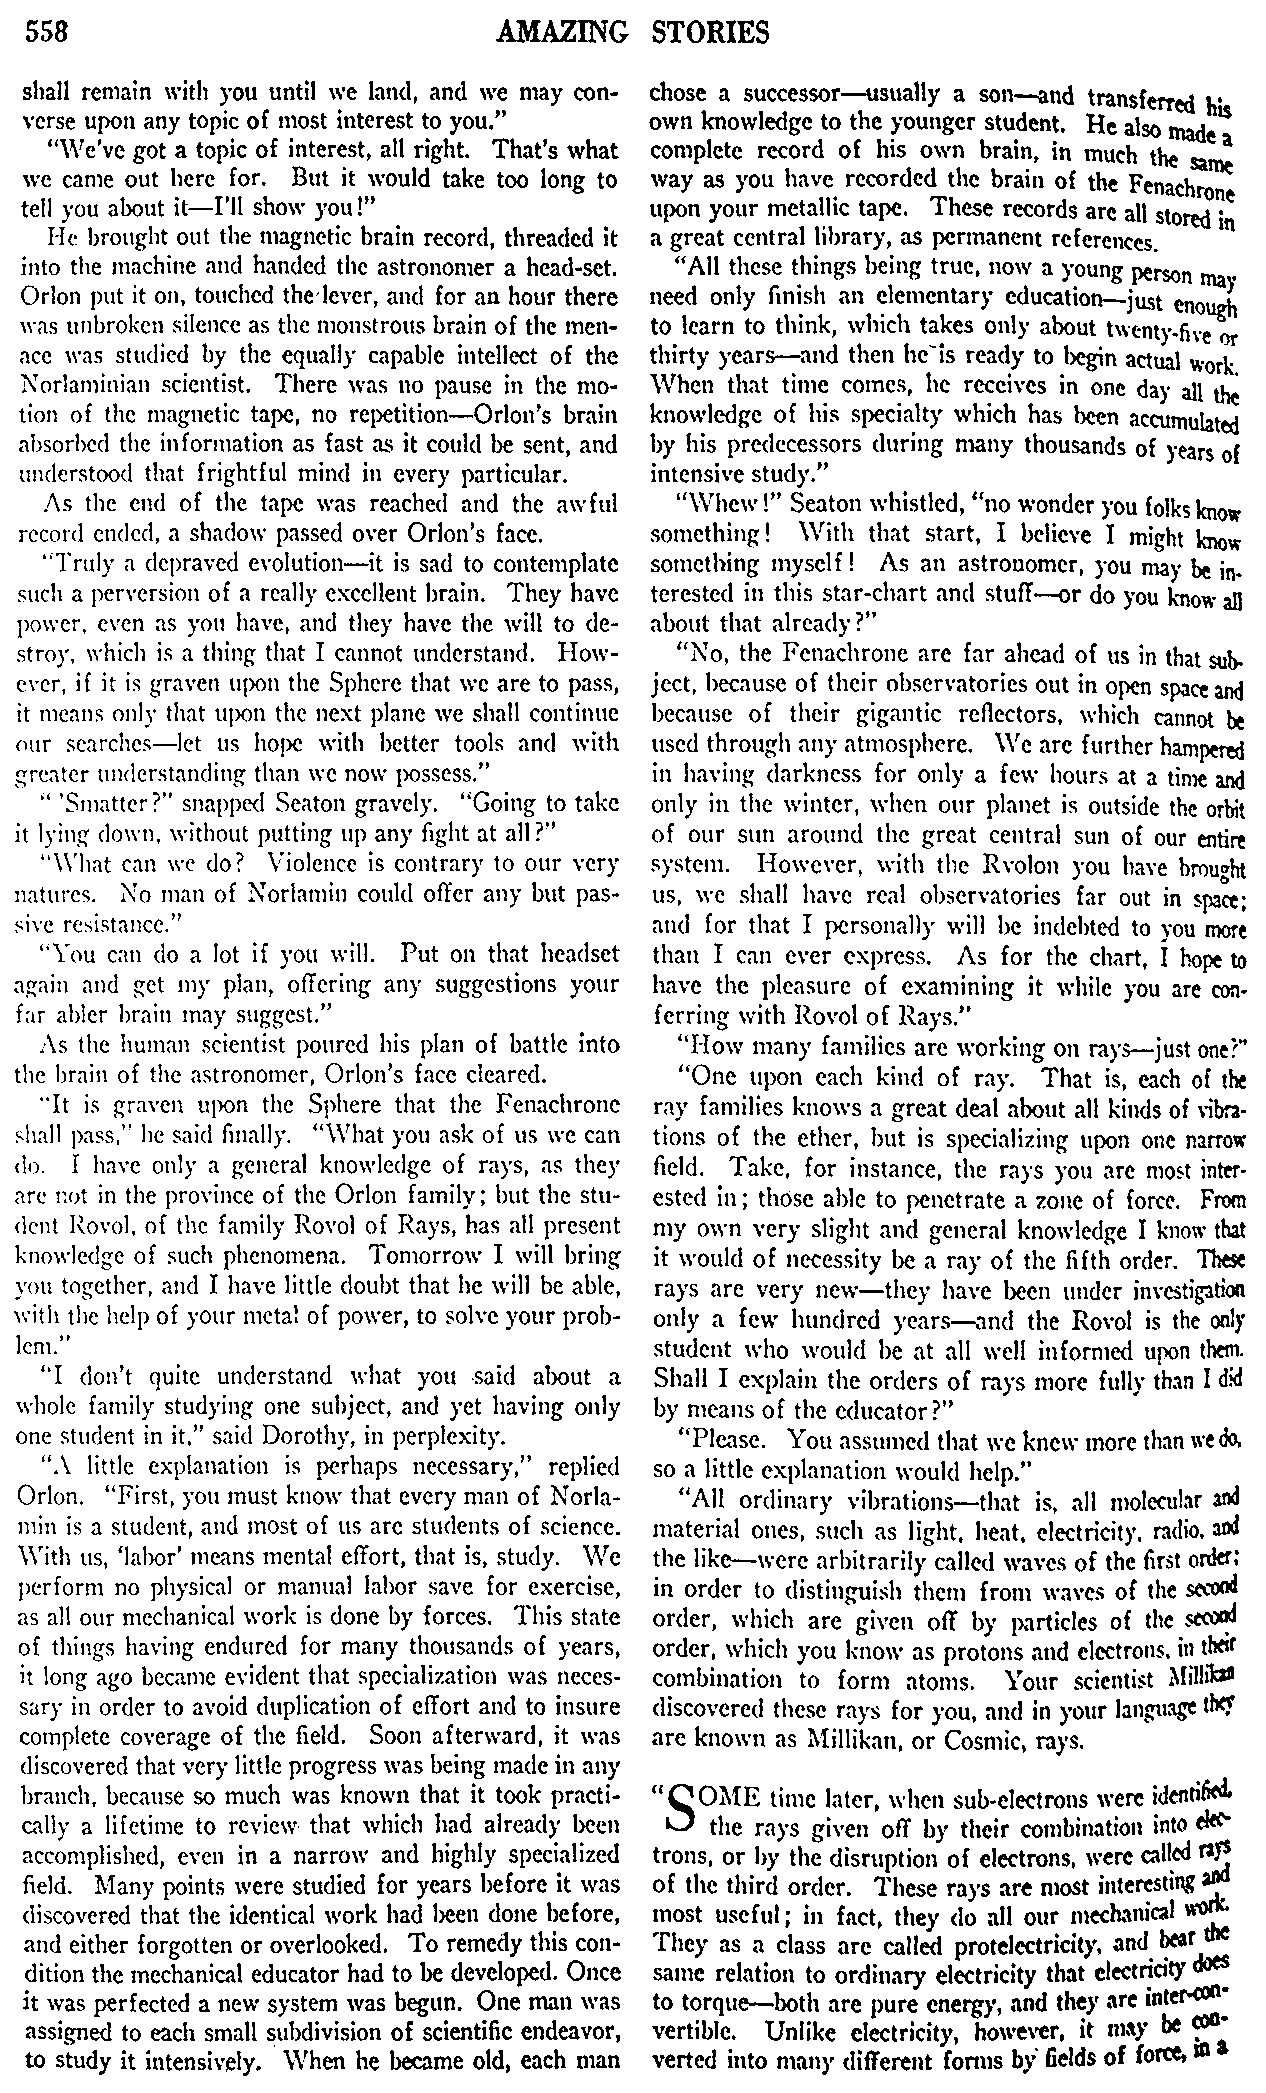 558
AMAZING STORIES
shall remain with you until we land, and we may con-
verse upon any topic of most interest to you.”
“We’ve got a topic of interest, all right. That’s what
we came out here for. But it would take too long to
tell you about it—I’ll show you!”
He brought out the magnetic brain record, threaded it
into the machine and handed the astronomer a head-set.
Orlon put it on, touched the lever, and for an hour there
was unbroken silence as the monstrous brain of the men-
ace was studied by the equally capable intellect of the
Norlaminian scientist. There was no pause in the mo-
tion of the magnetic tape, no repetition—Orlon’s brain
absorbed the information as fast as it could be sent, and
understood that frightful mind in every particular.
As the end of the tape was reached and the awful
record ended, a shadow passed over Orlon’s face.
“Truly a depraved evolution—it is sad to contemplate
such a perversion of a really excellent brain. They have
power, even as you have, and they have the will to de-
stroy, which is a thing that I cannot understand. How-
ever, if it is graven upon the Sphere that we are to pass,
it means only that upon the next plane we shall continue
our searches—let us hope with better tools and with
greater understanding than we now possess.”
“ ’Smatter?” snapped Seaton gravely. “Going to take
it lying down, without putting up any fight at all?”
“What can we do? Violence is contrary to our very
natures. No man of Norlamin could offer any but pas-
sive resistance.”
“You can do a lot if you will. Put on that headset
again and get my plan, offering any suggestions your
far abler brain may suggest.”
As the human scientist poured his plan of battle into
the brain of the astronomer, Orlon’s face cleared.
“It is graven upon the Sphere that the Fenachrone
shall pass,” he said finally. “What you ask of us we can
do. I have only a general knowledge of rays, as they
are not in the province of the Orlon family; but the stu-
dent Rovol, of the family Rovol of Rays, has all present
knowledge of such phenomena. Tomorrow I will bring
you together, and I have little doubt that he will be able,
with the help of your metal of power, to solve your prob-
lem.”
“I don’t quite understand what you said about a
whole family studying one subject, and yet having only
one student in it,” said Dorothy, in perplexity.
“A little explanation is perhaps necessary,” replied
Orlon. “First, you must know that every man of Norla-
min is a student, and most of us are students of science.
With us, ‘labor’ means mental effort, that is, study. We
perform no physical or manual labor save for exercise,
as all our mechanical work is done by forces. This state
of things having endured for many thousands of years,
it long ago became evident that specialization was neces-
sary in order to avoid duplication of effort and to insure
complete coverage of the field. Soon afterward, it was
discovered that very little progress was being made in any
branch, because so much was known that it took practi-
cally a lifetime to review that which had already been
accomplished, even in a narrow and highly specialized
field. Many points were studied for years before it was
discovered that the identical work had been done before,
and either forgotten or overlooked. To remedy this con-
dition the mechanical educator had to be developed. Once
it was perfected a new system was begun. One man was
assigned to each small subdivision of scientific endeavor,
to study it intensively. When he became old, each man
chose a successor—usually a son—and transferred his
own knowledge to the younger student. He also made a
complete record of his own brain, in much the same
way as you have recorded the brain of the Fenachrone
upon your metallic tape. These records are all stored in
a great central library, as permanent references.
“All these things being true, now a young person may
need only finish an elementary education—just enough
to learn to think, which takes only about twenty-five or
thirty years—and then he is ready to begin actual work.
When that time comes, he receives in one day all the
knowledge of his specialty which has been accumulated
by his predecessors during many thousands of years of
intensive study.”
“Whew!” Seaton whistled, “no wonder you folks know
something! With that start, I believe I might know
something myself! As an astronomer, you may be in-
terested in this star-chart and stuff—or do you know all
about that already?”
“No, the Fenachrone are far ahead of us in that sub-
ject, because of their observatories out in open space and
because of their gigantic reflectors, which cannot be
used through any atmosphere. We are further hampered
in having darkness for only a few hours at a time and
only in the winter, when our planet is outside the orbit
of our sun around the great central sun of our entire
system. However, with the Rvolon you have brought
us, we shall have real observatories far out in space;
and for that I personally will be indebted to you more
than I can ever express. As for the chart, I hope to
have the pleasure of examining it while you are con-
ferring with Rovol of Rays.”
“How many families are working on rays—just one?”
“One upon each kind of ray. That is, each of the
ray families knows a great deal about all kinds of vibra-
tions of the ether, but is specializing upon one narrow
field. Take, for instance, the rays you are most inter-
ested in; those able to penetrate a zone of force. From
my own very slight and general knowledge I know that
it would of necessity be a ray of the fifth order. These
rays are very new—they have been under investigation
only a few hundred years—and the Rovol is the only
student who would be at all well informed upon them.
Shall I explain the orders of rays more fully than I did
by means of the educator?”
“Please. You assumed that we knew more than we do,
so a little explanation would help.”
“All ordinary vibrations—that is, all molecular and
material ones, such as light, heat, electricity, radio, and
the like—were arbitrarily called waves of the first order;
in order to distinguish them from waves of the second
order, which are given off by particles of the second
order, which you know as protons and electrons, in their
combination to form atoms. Your scientist Millikan
discovered these rays for you, and in your language they
are known as Millikan, or Cosmic, rays.
“SOME time later, when sub-electrons were identified,
the rays given off by their combination into elec-
trons, or by the disruption of electrons, were called rays
of the third order. These rays are most interesting and
most useful; in fact, they do all our mechanical work.
They as a class are called protelectricity, and bear the
same relation to ordinary electricity that electricity does
to torque—both are pure energy, and they are inter-con-
vertible. Unlike electricity, however, it may be con-
verted into many different forms by fields of force, in a